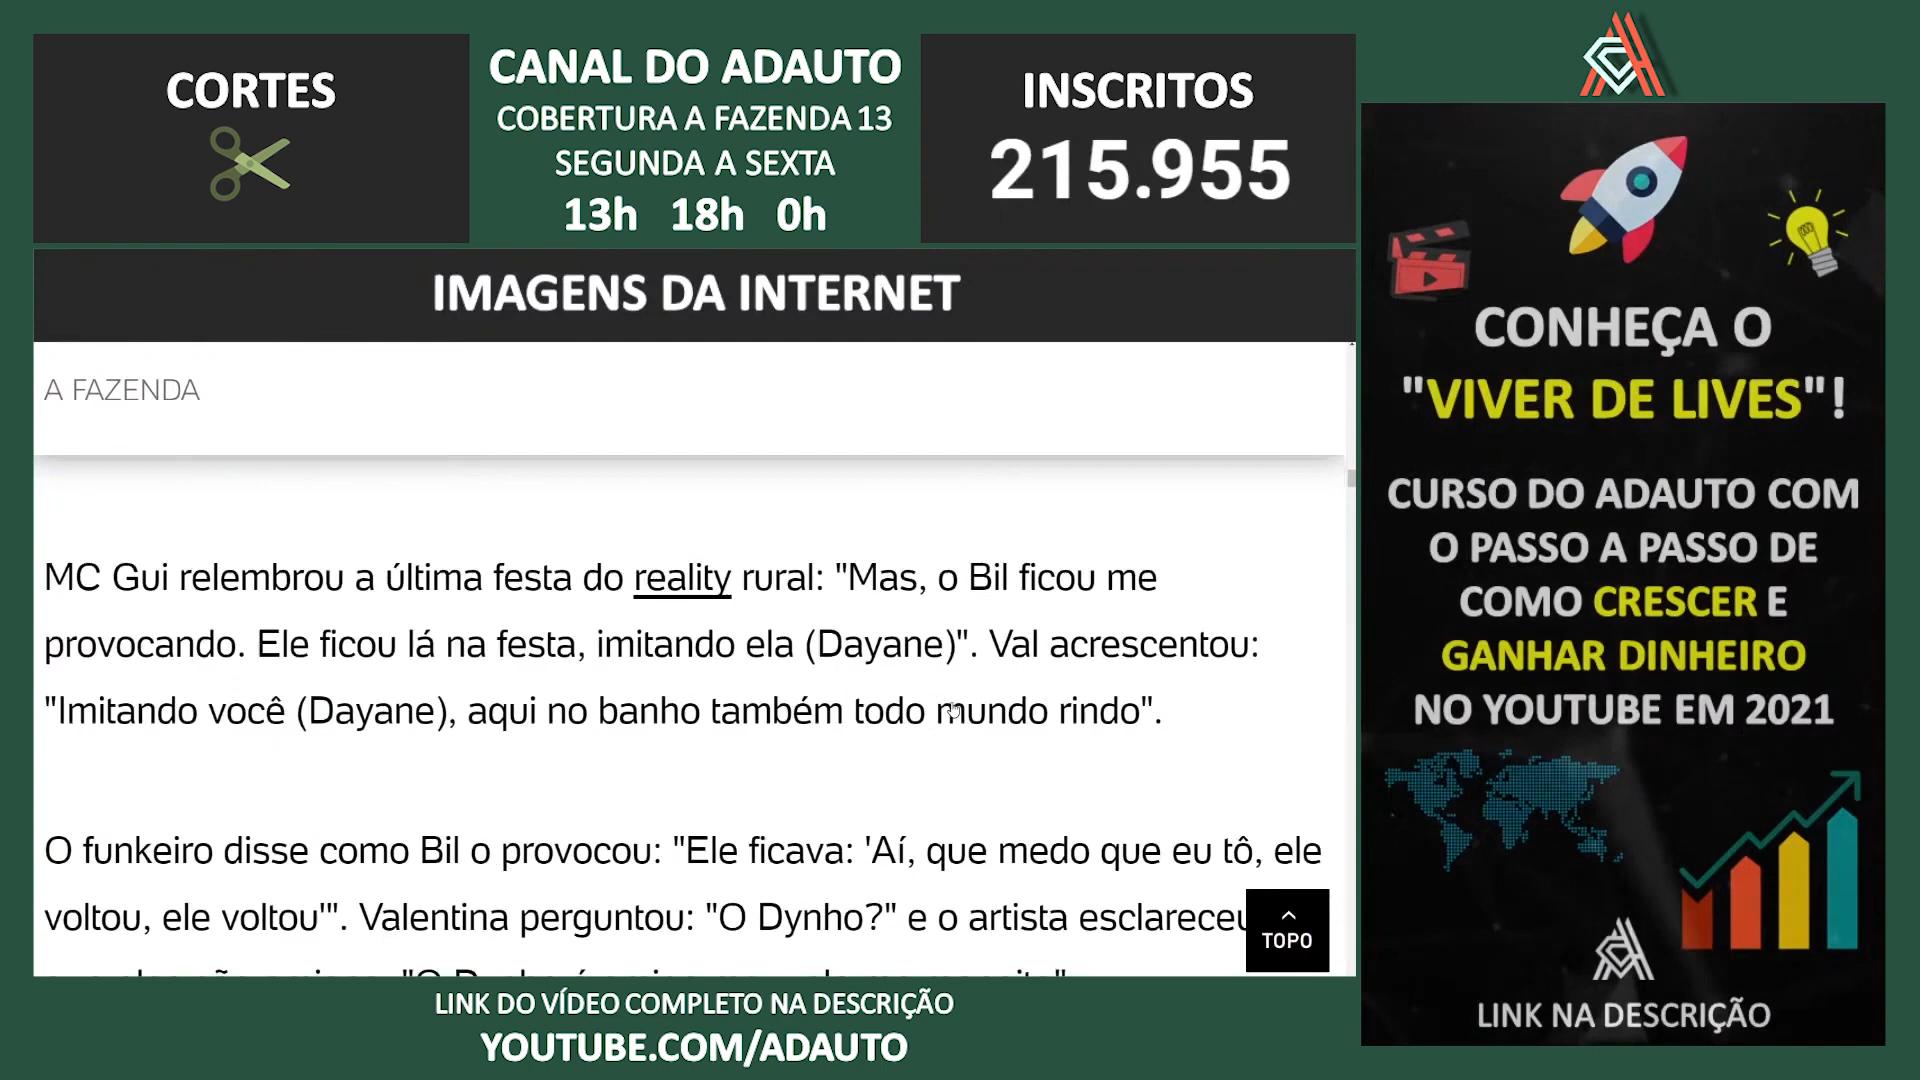 CORTES
CANAL DO ADAUTO
COBERTURA A FAZENDA 13
SEGUNDA A SEXTA
13h 18h 0h
INSCRITOS
215.955
IMAGENS DA INTERNET
A FAZENDA
MC Gui relembrou a última festa do reality rural: "Mas, o Bil ficou me
provocando. Ele ficou lá na festa, imitando ela (Dayane)". Val acrescentou:
"Imitando você (Dayane), aqui no banho também todo mundo rindo".
O funkeiro disse como Bil o provocou: "Ele ficava: 'Aí, que medo que eu tô, ele
voltou, ele voltou'". Valentina perguntou: "O Dynho?" e o artista esclareceu
TOPO
LINK DO VÍDEO COMPLETO NA DESCRIÇÃO
YOUTUBE.COM/ADAUTO
CONHEÇA O
"VIVER DE LIVES"!
CURSO DO ADAUTO COM
O PASSO A PASSO DE
COMO CRESCER E
GANHAR DINHEIRO
NO YOUTUBE EM 2021
LINK NA DESCRIÇÃO